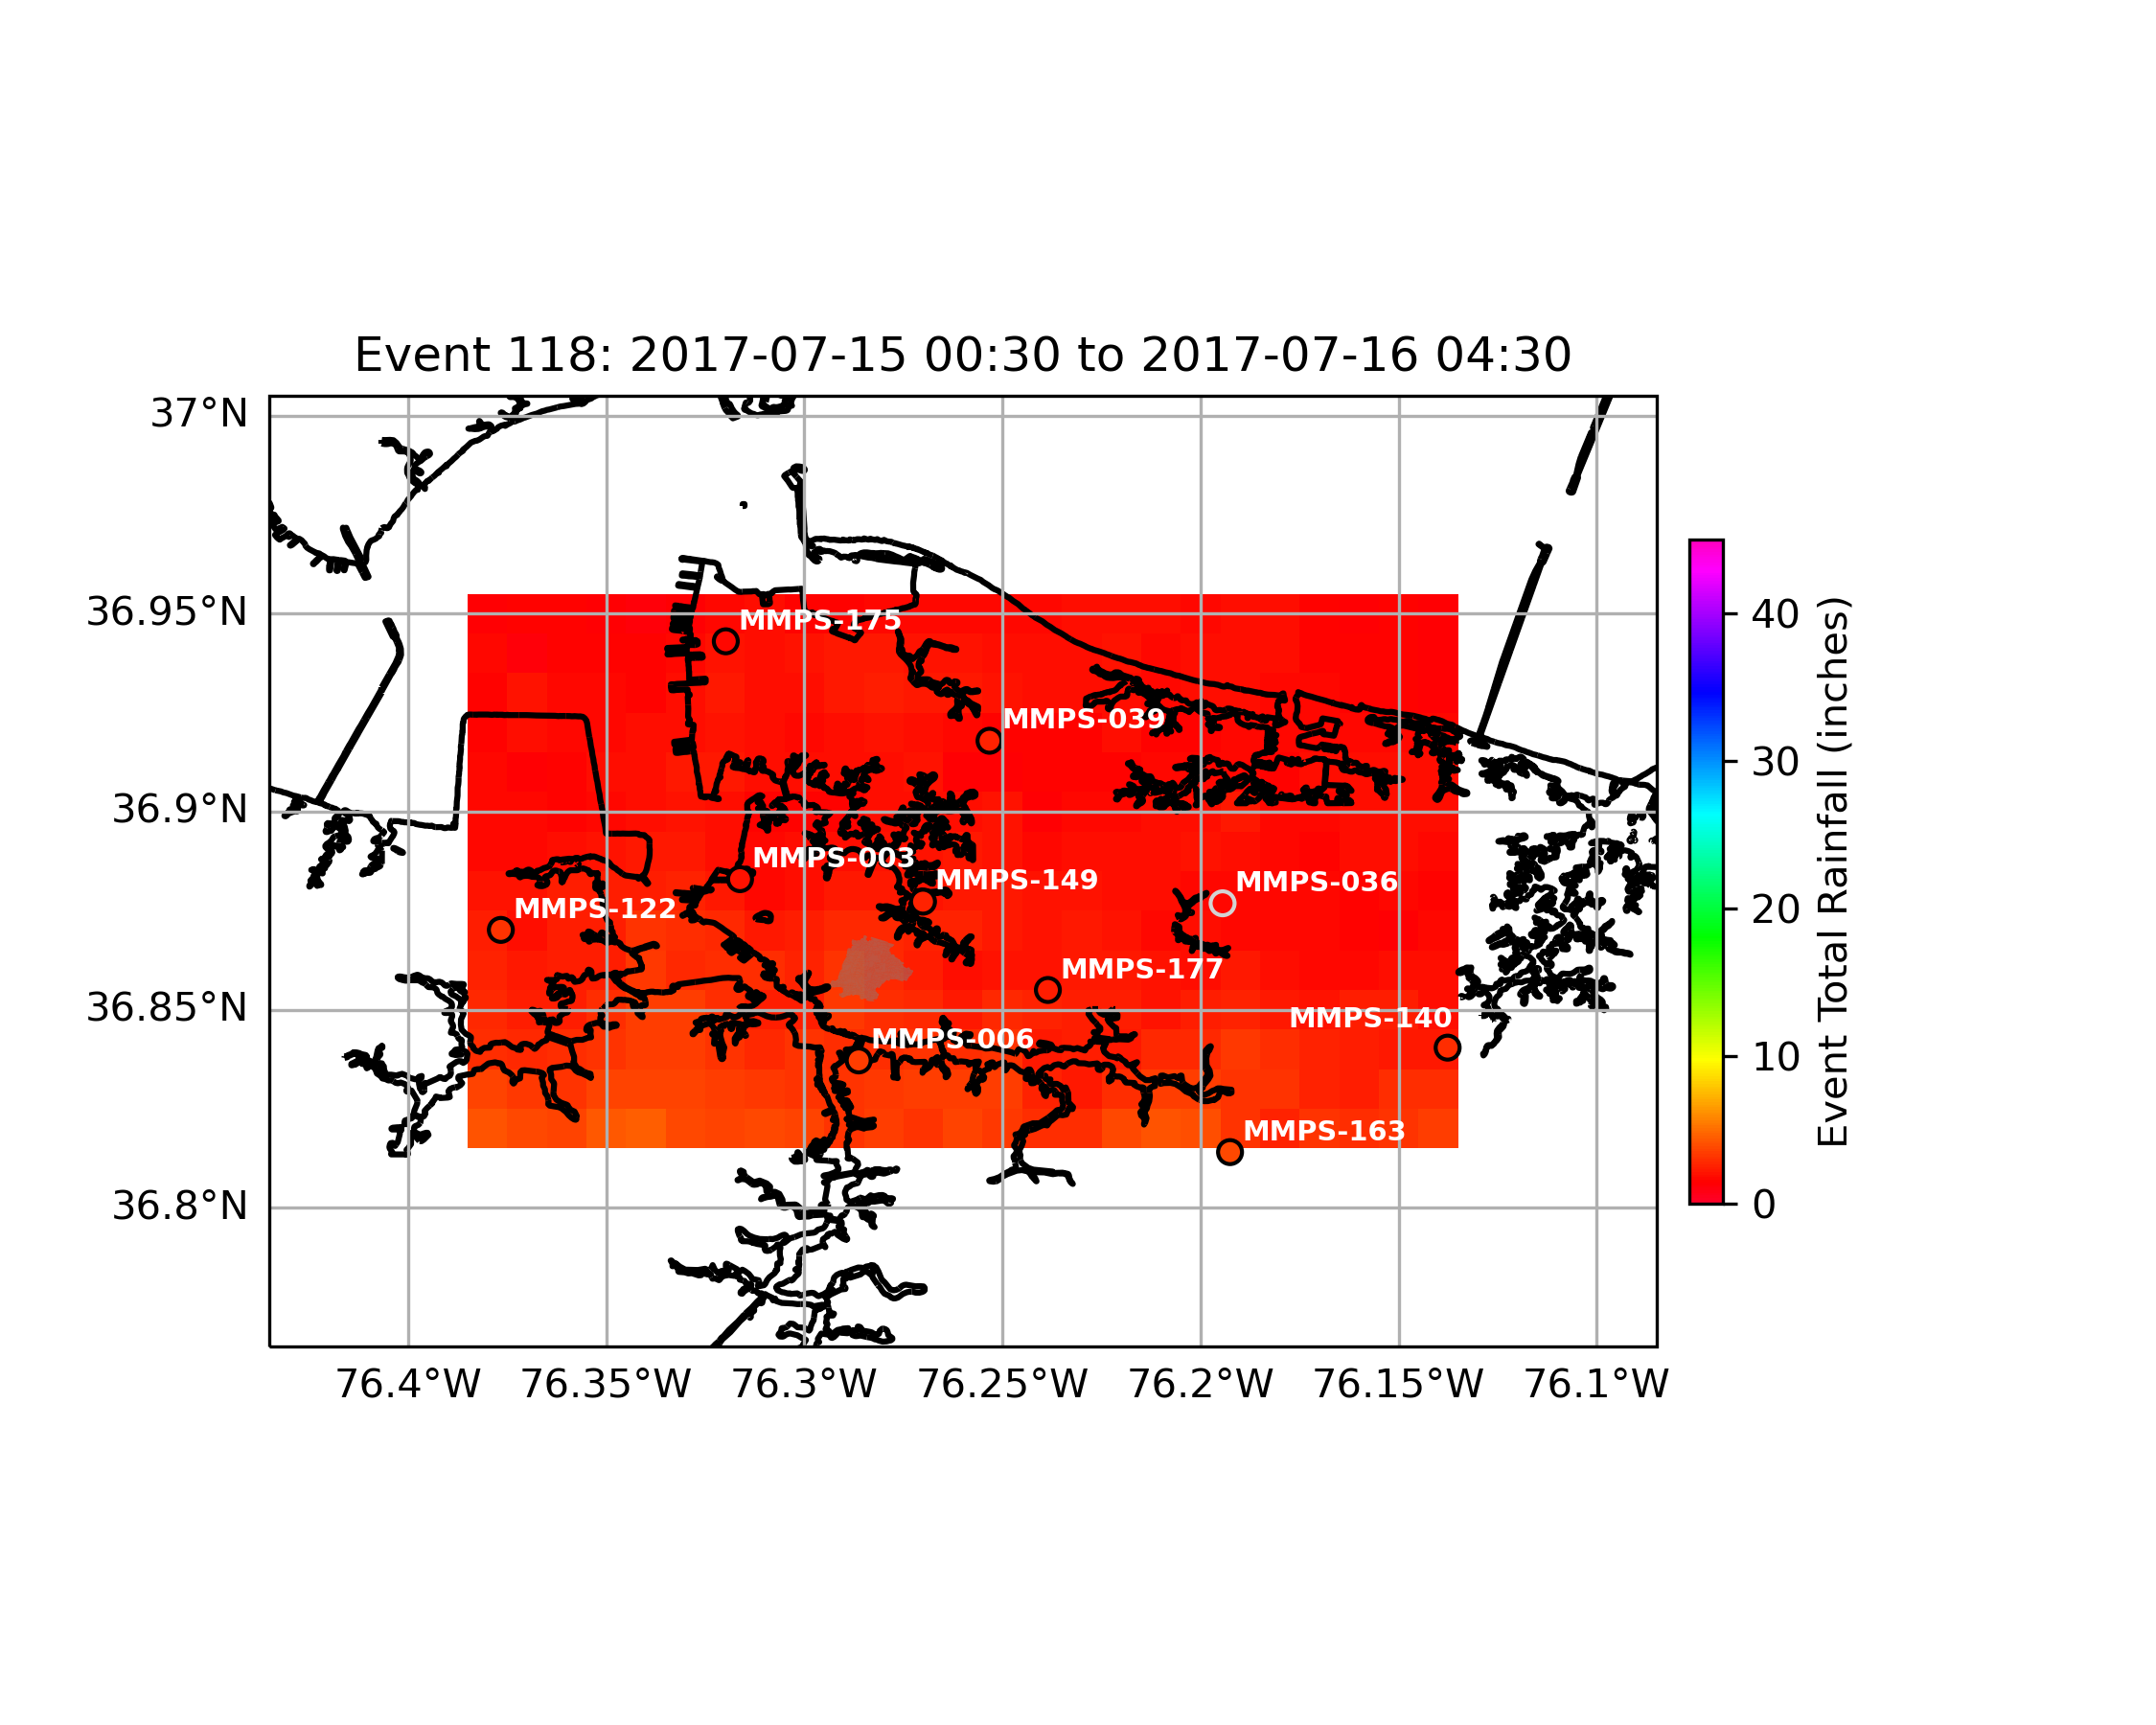 Event 118: 2017-07-15 00:30 to 2017-07-16 04:30
37°N
36.95°N
36.9°N
36.85°N
36.8°N
MMPS-175
MMPS-039
MMPS-003
MMPS-149
MMPS-036
MMPS-122
MMPS-177
MMPS-140
MMPS-006
MMPS-163
76.4°W 76.35°W 76.3°W 76.25°W 76.2°W 76.15°W 76.1°W
40
30
20
10
0
Event Total Rainfall (inches)